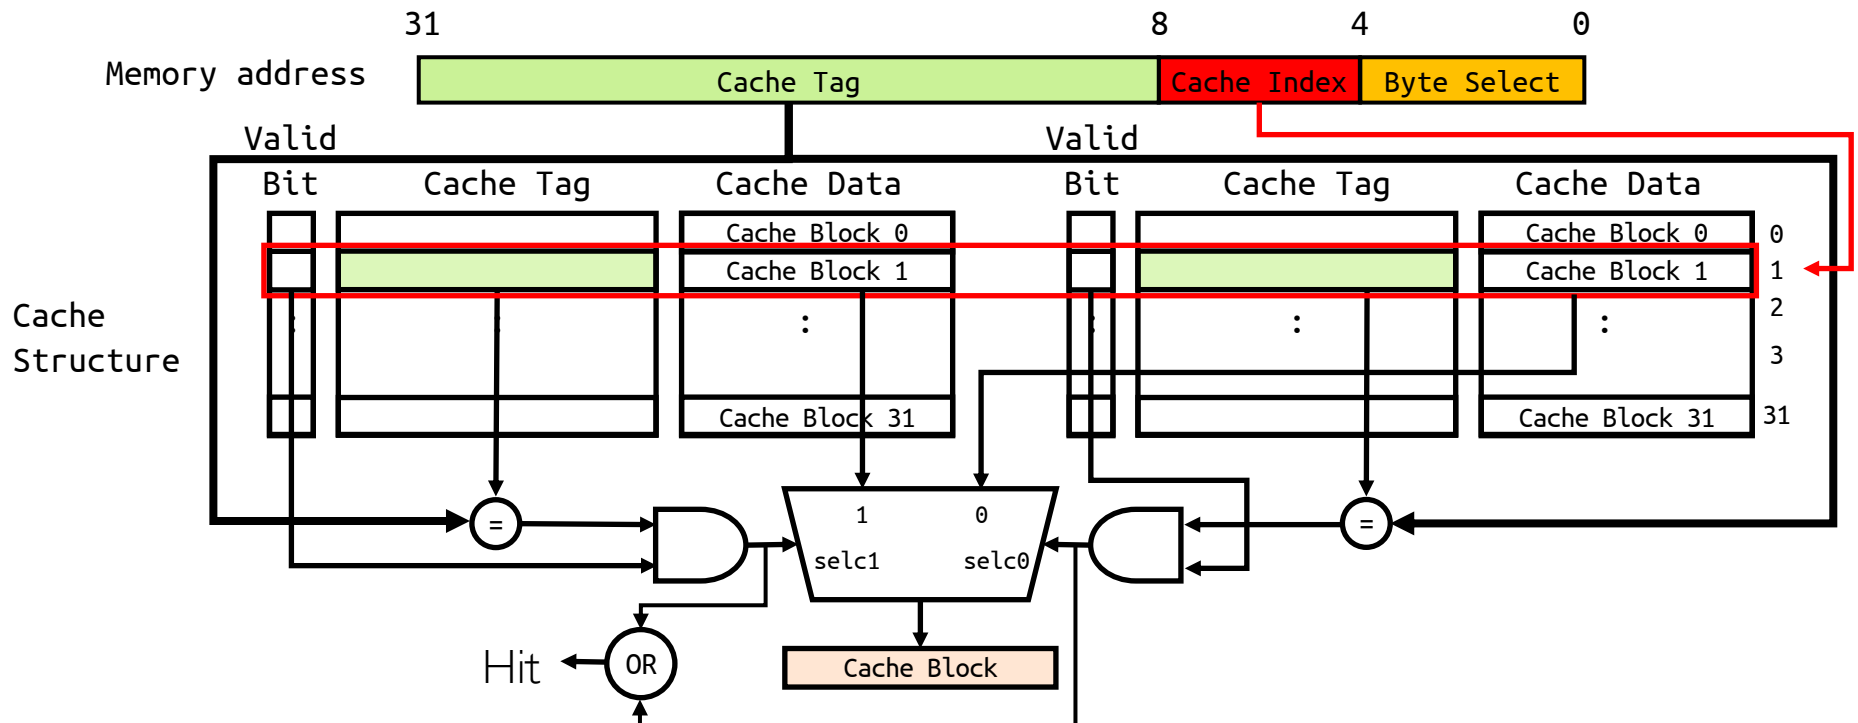 31 8 4 0
Memory address Cache Tag Cache Index Byte Select
Valid Valid
Bit Cache Tag Cache Data Bit Cache Tag Cache Data
Cache Block 0 Cache Block 0 0
Cache Block 1 Cache Block 1 1
: : : : : : 2
Cache
Structure
3
Cache Block 31 Cache Block 31 31
1 0
= =
selc1 selc0
Hit OR Cache Block